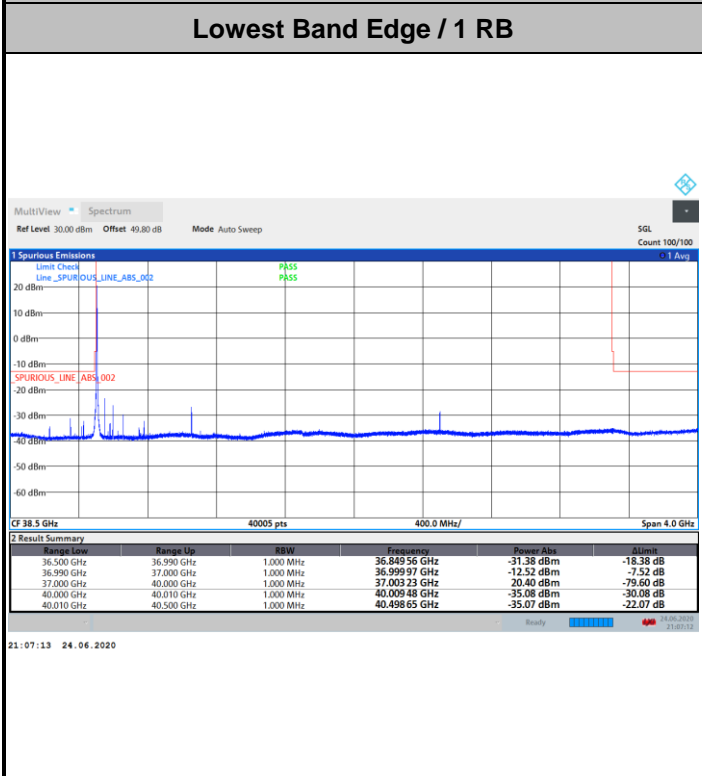 Lowest Band Edge / 1 RB
MultiView Spectrum
Ref Level 30.00 dBm Offset 49.80 dB Mode Auto Sweep SGL
Count 100/100
1 Spurious Emissions 1 Avg
Limit Check PASS
Line _SPURIOUS_LINE_ABS_002 PASS
20 dBm
10 dBm
0 dBm
-10 dBm
_SPURIOUS_LINE_ABS_002
-20 dBm
-30 dBm
-40 dBm
-50 dBm
-60 dBm
CF 38.5 GHz 40005 pts 400.0 MHz/ Span 4.0 GHz
2 Result Summary
Range Low Range Up RBW Frequency Power Abs ΔLimit
36.500 GHz 36.990 GHz 1.000 MHz 36.849 56 GHz -31.38 dBm -18.38 dB
36.990 GHz 37.000 GHz 1.000 MHz 36.999 97 GHz -12.52 dBm -7.52 dB
37.000 GHz 40.000 GHz 1.000 MHz 37.003 23 GHz 20.40 dBm -79.60 dB
40.000 GHz 40.010 GHz 1.000 MHz 40.009 48 GHz -35.08 dBm -30.08 dB
40.010 GHz 40.500 GHz 1.000 MHz 40.498 65 GHz -35.07 dBm -22.07 dB
Ready 24.06.2020
21:07:12
21:07:13 24.06.2020